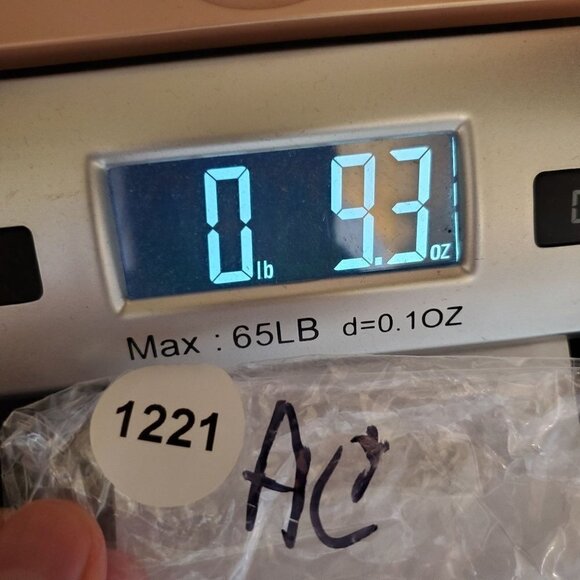 0 lb 9.3 oz
Max : 65LB d=0.1OZ
1221
AC